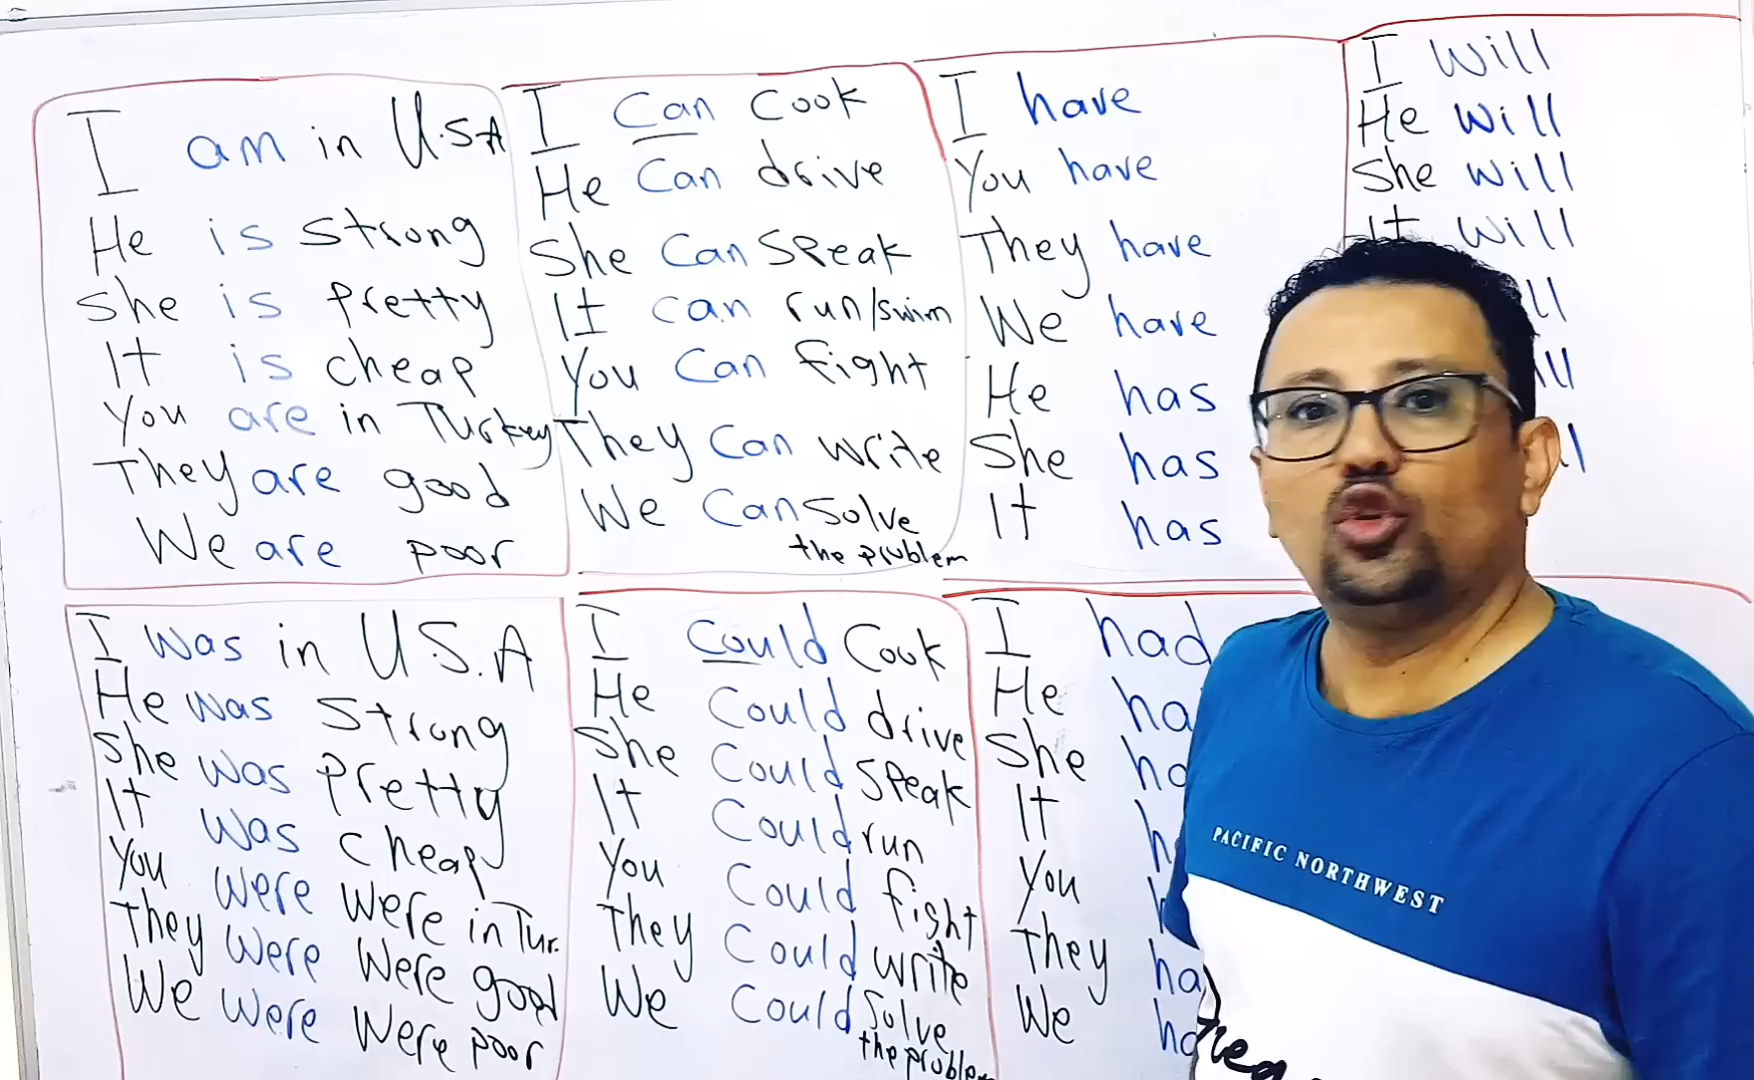 I am in U.S.A
He is strong
She is pretty
It is cheap
You are in Turkey
They are good
We are poor
I Can Cook
He Can drive
She Can Speak
It can run/swim
You Can fight
They Can write
We Can Solve
the problem
I have
You have
They have
We have
He has
She has
It has
I will
He will
She will
It will
I was in U.S.A
He was strong
She was pretty
It was cheap
You were were in Tur.
They were were good
We were were poor
I Could Cook
He Could drive
She Could speak
It Could run
You Could fight
They Could write
We Could Solve
the problem
I had
He
She
It
You
They
We
PACIFIC NORTHWEST